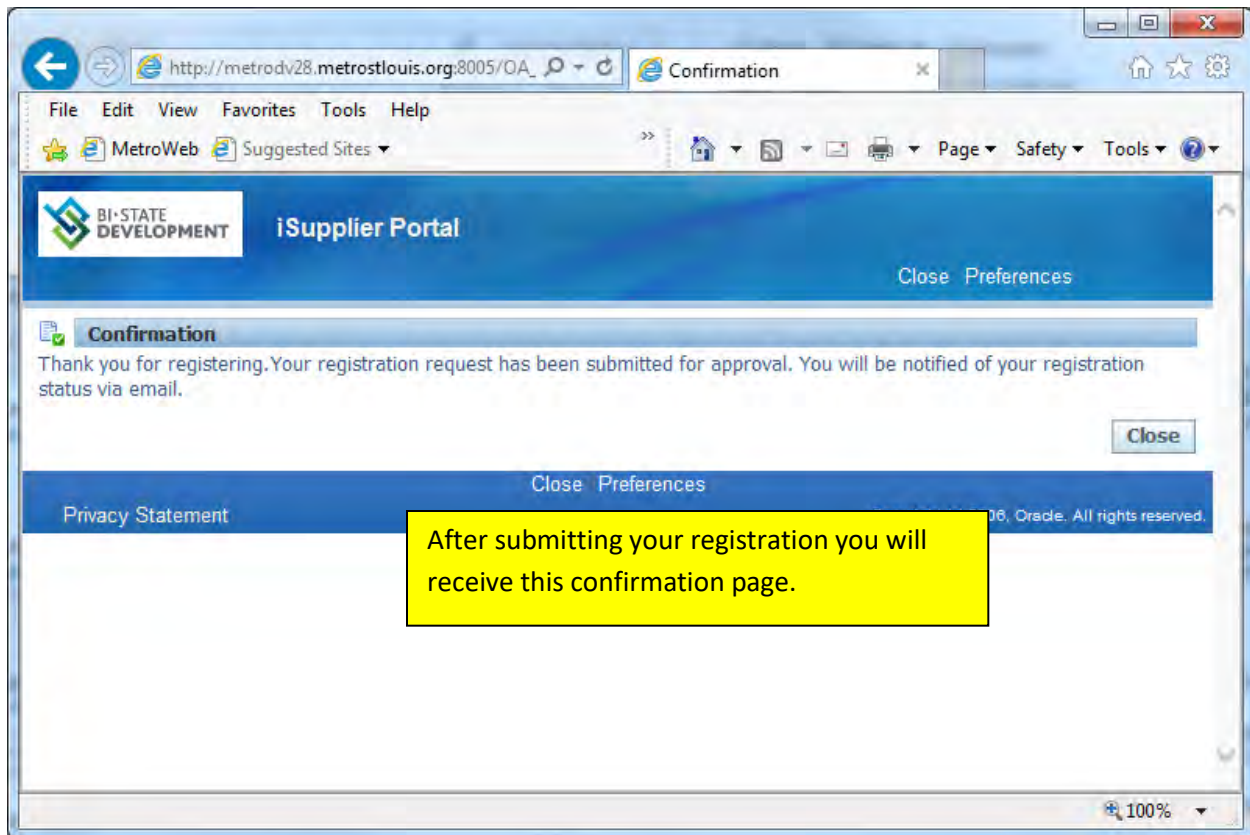 http://metrodv28.metrostlouis.org:8005/OA_
Confirmation
File Edit View Favorites Tools Help
MetroWeb Suggested Sites
Page Safety Tools
BI·STATE
DEVELOPMENT
iSupplier Portal
Close Preferences
Confirmation
Thank you for registering.Your registration request has been submitted for approval. You will be notified of your registration
status via email.
Close
Close Preferences
Privacy Statement
06, Oracle. All rights reserved.
After submitting your registration you will
receive this confirmation page.
100%